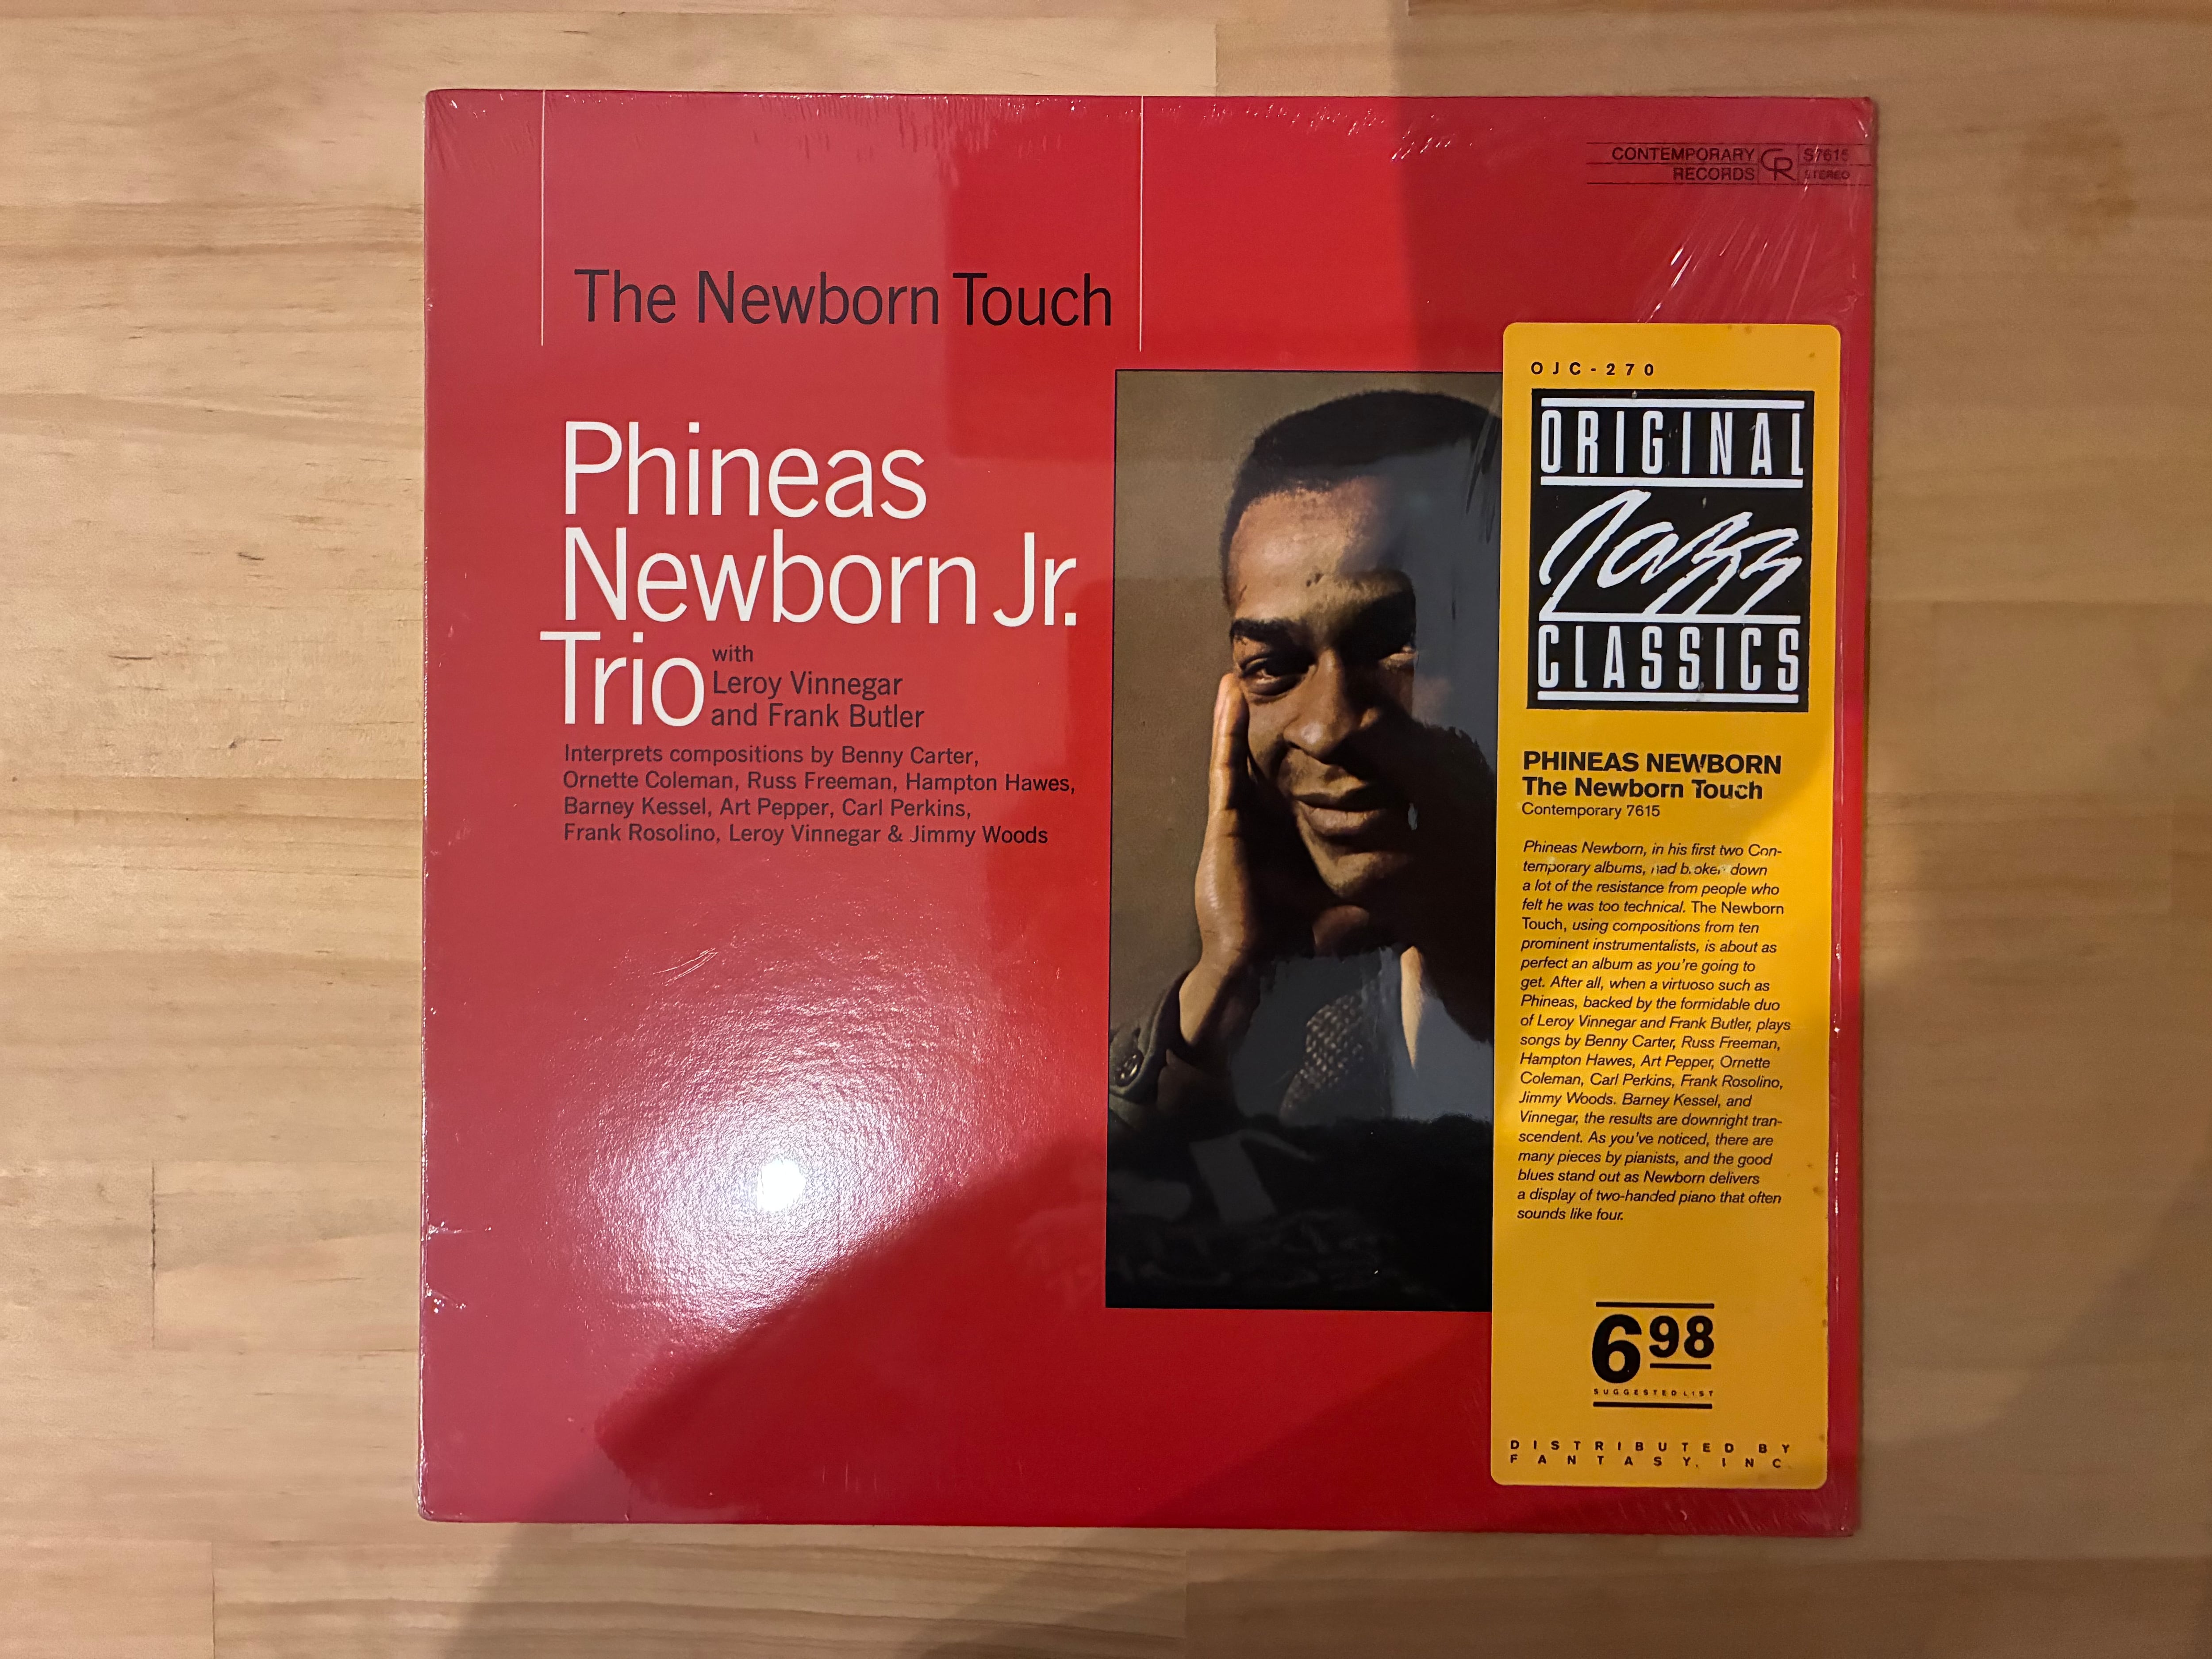 CONTEMPORARY
RECORDS
CR
S7615
STEREO
The Newborn Touch
Phineas
Newborn Jr.
Trio
with
Leroy Vinnegar
and Frank Butler
Interprets compositions by Benny Carter,
Ornette Coleman, Russ Freeman, Hampton Hawes,
Barney Kessel, Art Pepper, Carl Perkins,
Frank Rosolino, Leroy Vinnegar & Jimmy Woods
OJC-270
ORIGINAL
Jazz
CLASSICS
PHINEAS NEWBORN
The Newborn Touch
Contemporary 7615
Phineas Newborn, in his first two Con-
temporary albums, had broken down
a lot of the resistance from people who
felt he was too technical. The Newborn
Touch, using compositions from ten
prominent instrumentalists, is about as
perfect an album as you're going to
get. After all, when a virtuoso such as
Phineas, backed by the formidable duo
of Leroy Vinnegar and Frank Butler, plays
songs by Benny Carter, Russ Freeman,
Hampton Hawes, Art Pepper, Ornette
Coleman, Carl Perkins, Frank Rosolino,
Jimmy Woods. Barney Kessel, and
Vinnegar, the results are downright tran-
scendent. As you've noticed, there are
many pieces by pianists, and the good
blues stand out as Newborn delivers
a display of two-handed piano that often
sounds like four.
6 98
SUGGESTED LIST
DISTRIBUTED BY
FANTASY, INC.